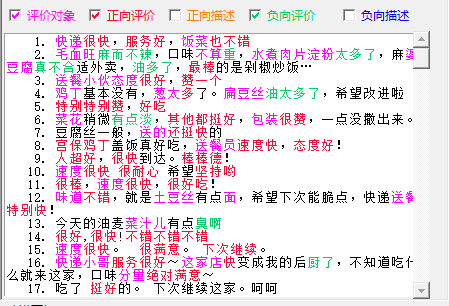 评价对象 正向评价 正向描述 负向评价 负向描述
1. 快递很快，服务好，饭菜也不错
2. 毛血旺麻而不辣，口味不算重，水煮肉片淀粉太多了，麻婆
豆腐真不合适外卖，油多了，最棒的是剁椒炒饭…
3. 送餐小伙态度很好，赞一个
4. 鸡丁基本没有，葱太多了。扁豆丝油太多了，希望改进啦
5. 特别特别赞，好吃
6. 菜花稍微有点淡，其他都挺好，包装很赞，一点没撒出来。
7. 豆腐丝一般，送的还挺快的
8. 宫保鸡丁盖饭真好吃，送餐员速度快，态度好！
9. 人超好，很快到达。棒棒德！
10. 速度很快 很耐心 希望坚持哟
11. 很棒，速度很快，很好吃！
12. 味道不错，就是土豆丝有点面，希望下次能脆点，快递送餐
特别快！
13. 今天的油麦菜汁儿有点臭啊
14. 很好,很快！不错不错不错
15. 速度很快。 很满意。 下次继续。
16. 快递小哥服务很好～这家店快变成我的后厨了，不知道吃什
么就来这家，口味分量绝对满意～
17. 吃了 挺好的。 下次继续这家。呵呵